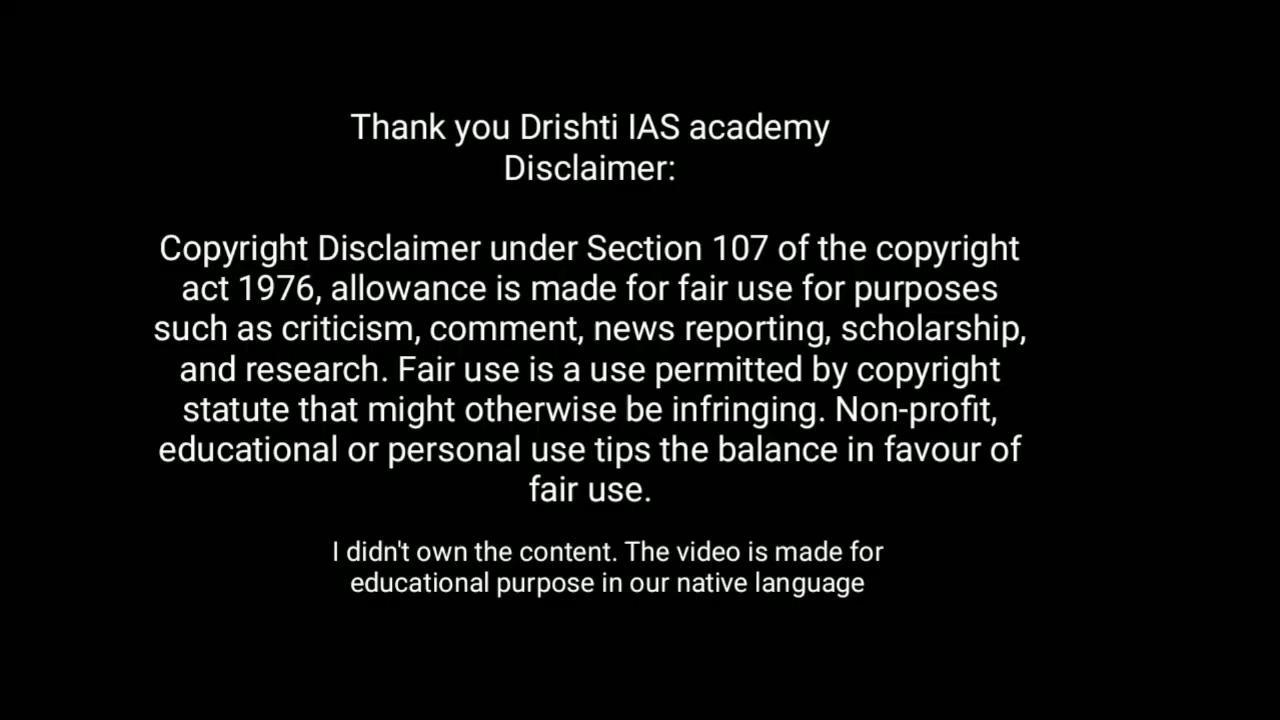 Thank you Drishti IAS academy
Disclaimer:
Copyright Disclaimer under Section 107 of the copyright
act 1976, allowance is made for fair use for purposes
such as criticism, comment, news reporting, scholarship,
and research. Fair use is a use permitted by copyright
statute that might otherwise be infringing. Non-profit,
educational or personal use tips the balance in favour of
fair use.
I didn't own the content. The video is made for
educational purpose in our native language